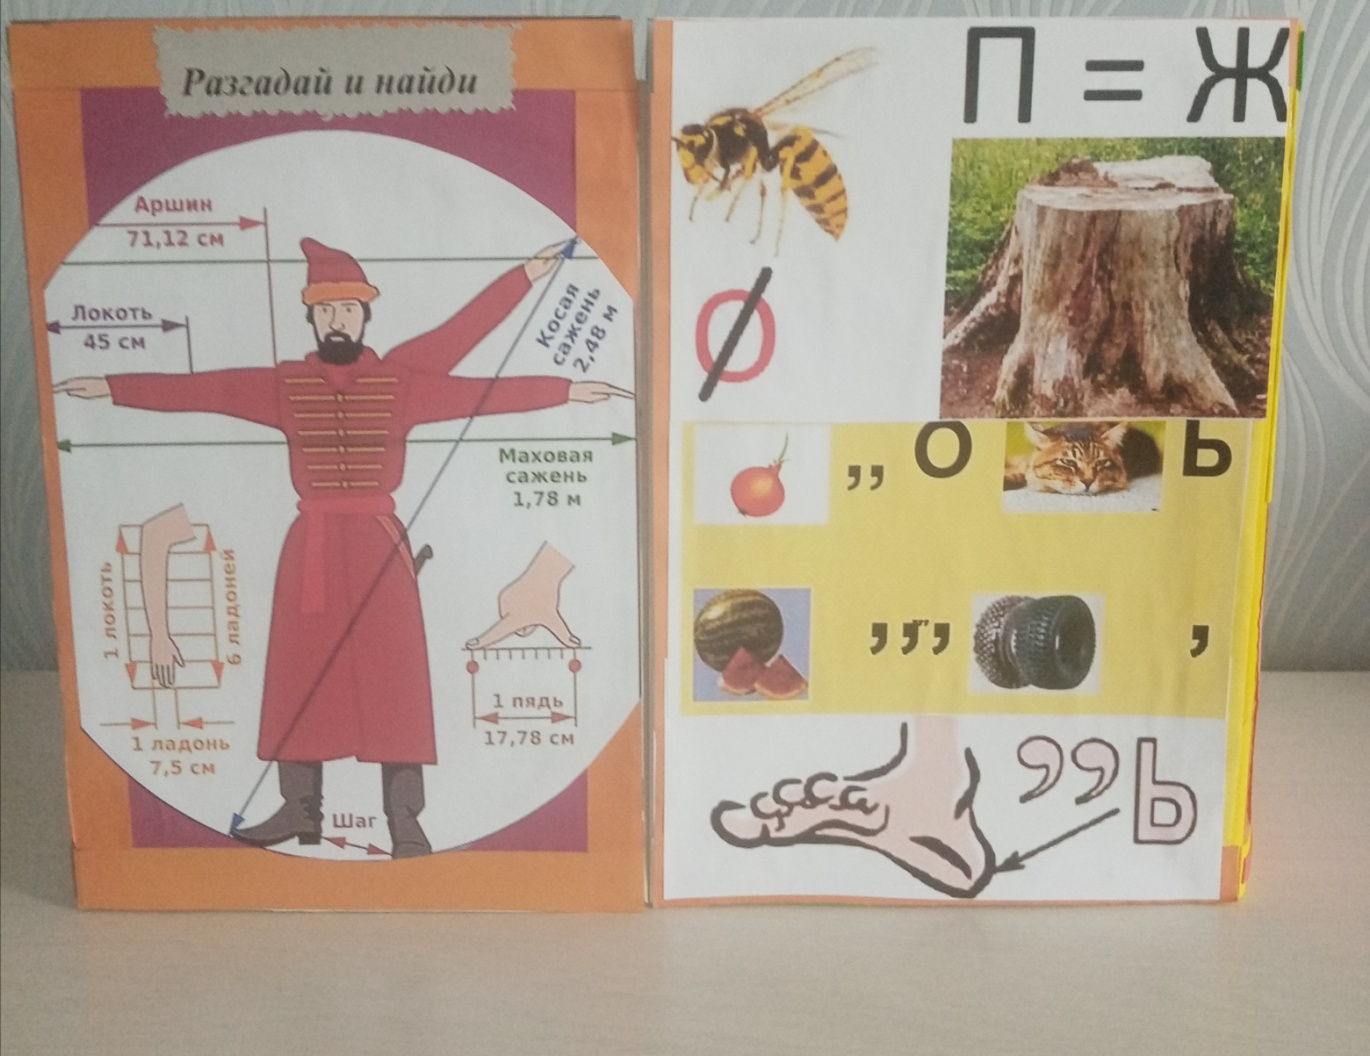 Разгадай и найди
Аршин
71,12 см
Локоть
45 см
Косая
сажень
2,48 м
Маховая
сажень
1,78 м
1 локоть
6 ладоней
1 ладонь
7,5 см
1 пядь
17,78 см
Шаг
П = Ж
О
,, О Ь
,,, ,
,, Ь